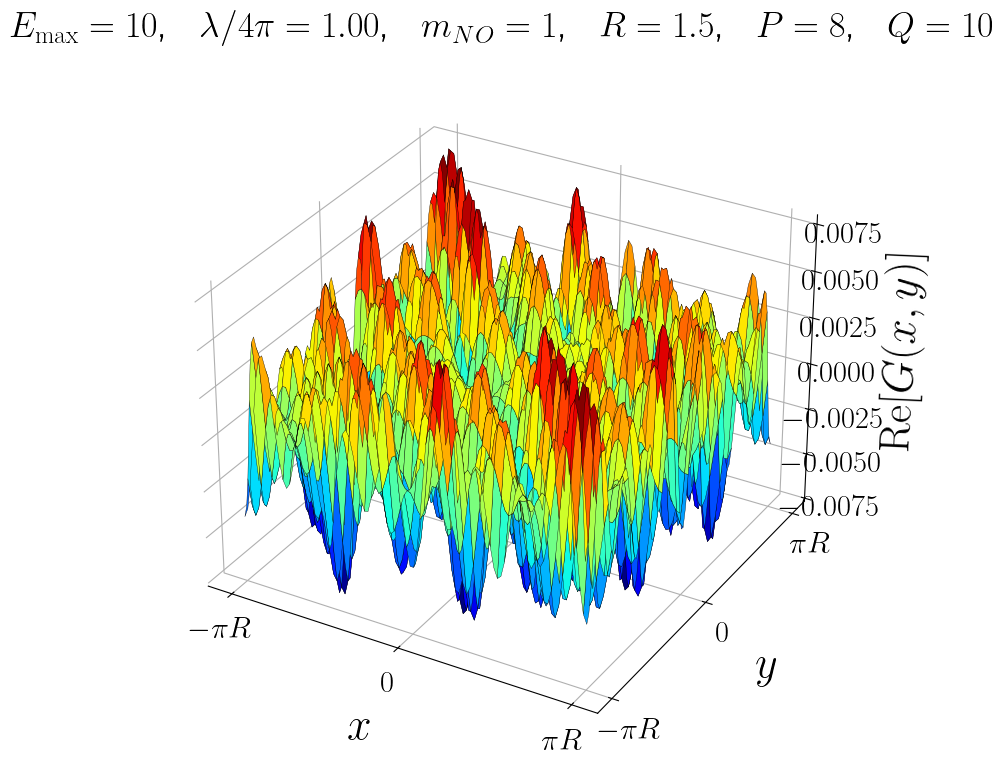 E_max = 10, λ/4π = 1.00, m_NO = 1, R = 1.5, P = 8, Q = 10
0.0075
0.0050
0.0025
0.0000
−0.0025
−0.0050
−0.0075
Re[G(x, y)]
πR
0
−πR
y
−πR
0
πR
x